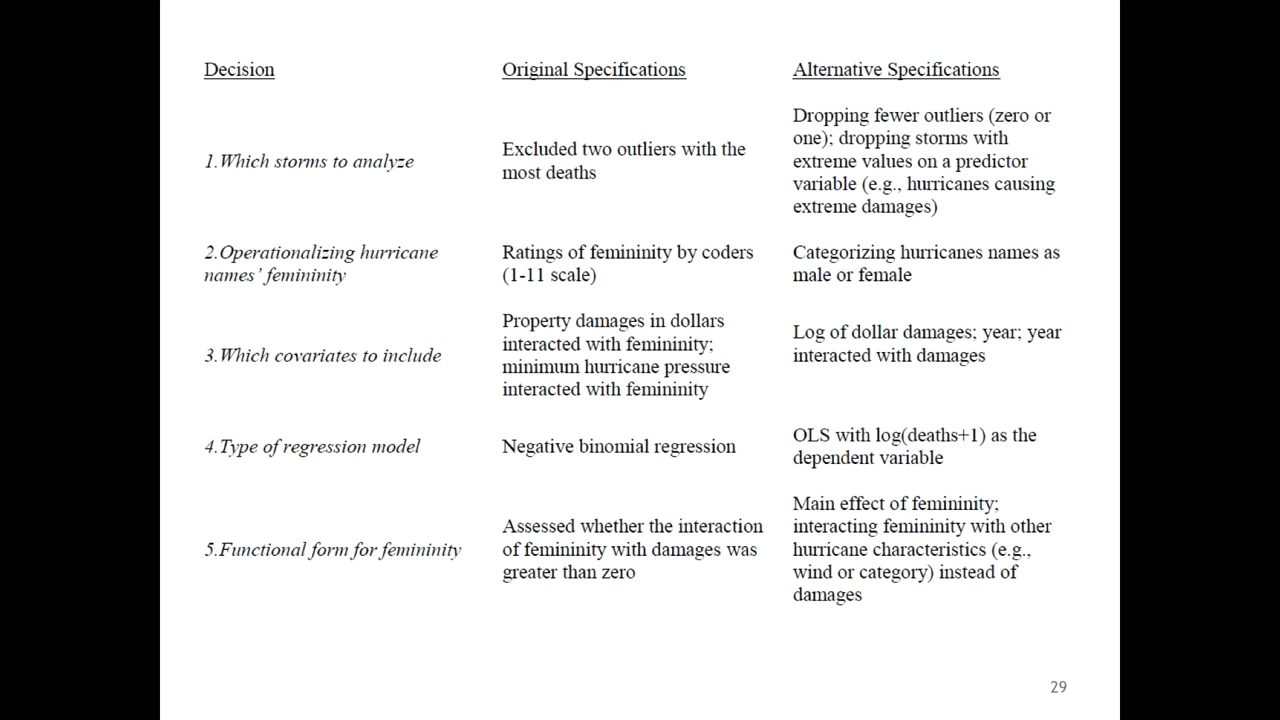 Decision
Original Specifications
Alternative Specifications
1.Which storms to analyze
Excluded two outliers with the
most deaths
Dropping fewer outliers (zero or
one); dropping storms with
extreme values on a predictor
variable (e.g., hurricanes causing
extreme damages)
2.Operationalizing hurricane
names’ femininity
Ratings of femininity by coders
(1-11 scale)
Categorizing hurricanes names as
male or female
3.Which covariates to include
Property damages in dollars
interacted with femininity;
minimum hurricane pressure
interacted with femininity
Log of dollar damages; year; year
interacted with damages
4.Type of regression model
Negative binomial regression
OLS with log(deaths+1) as the
dependent variable
5.Functional form for femininity
Assessed whether the interaction
of femininity with damages was
greater than zero
Main effect of femininity;
interacting femininity with other
hurricane characteristics (e.g.,
wind or category) instead of
damages
29